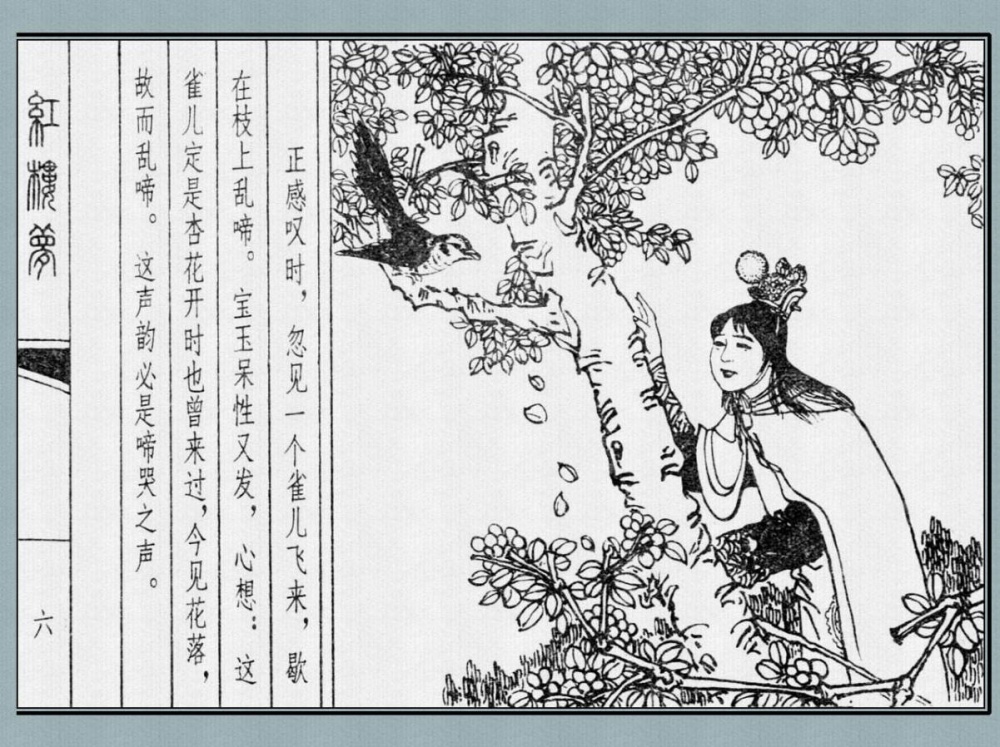 正感叹时，忽见一个雀儿飞来，歇
在枝上乱啼。宝玉呆性又发，心想：这
雀儿定是杏花开时也曾来过，今见花落，
故而乱啼。这声韵必是啼哭之声。
紅樓夢
六